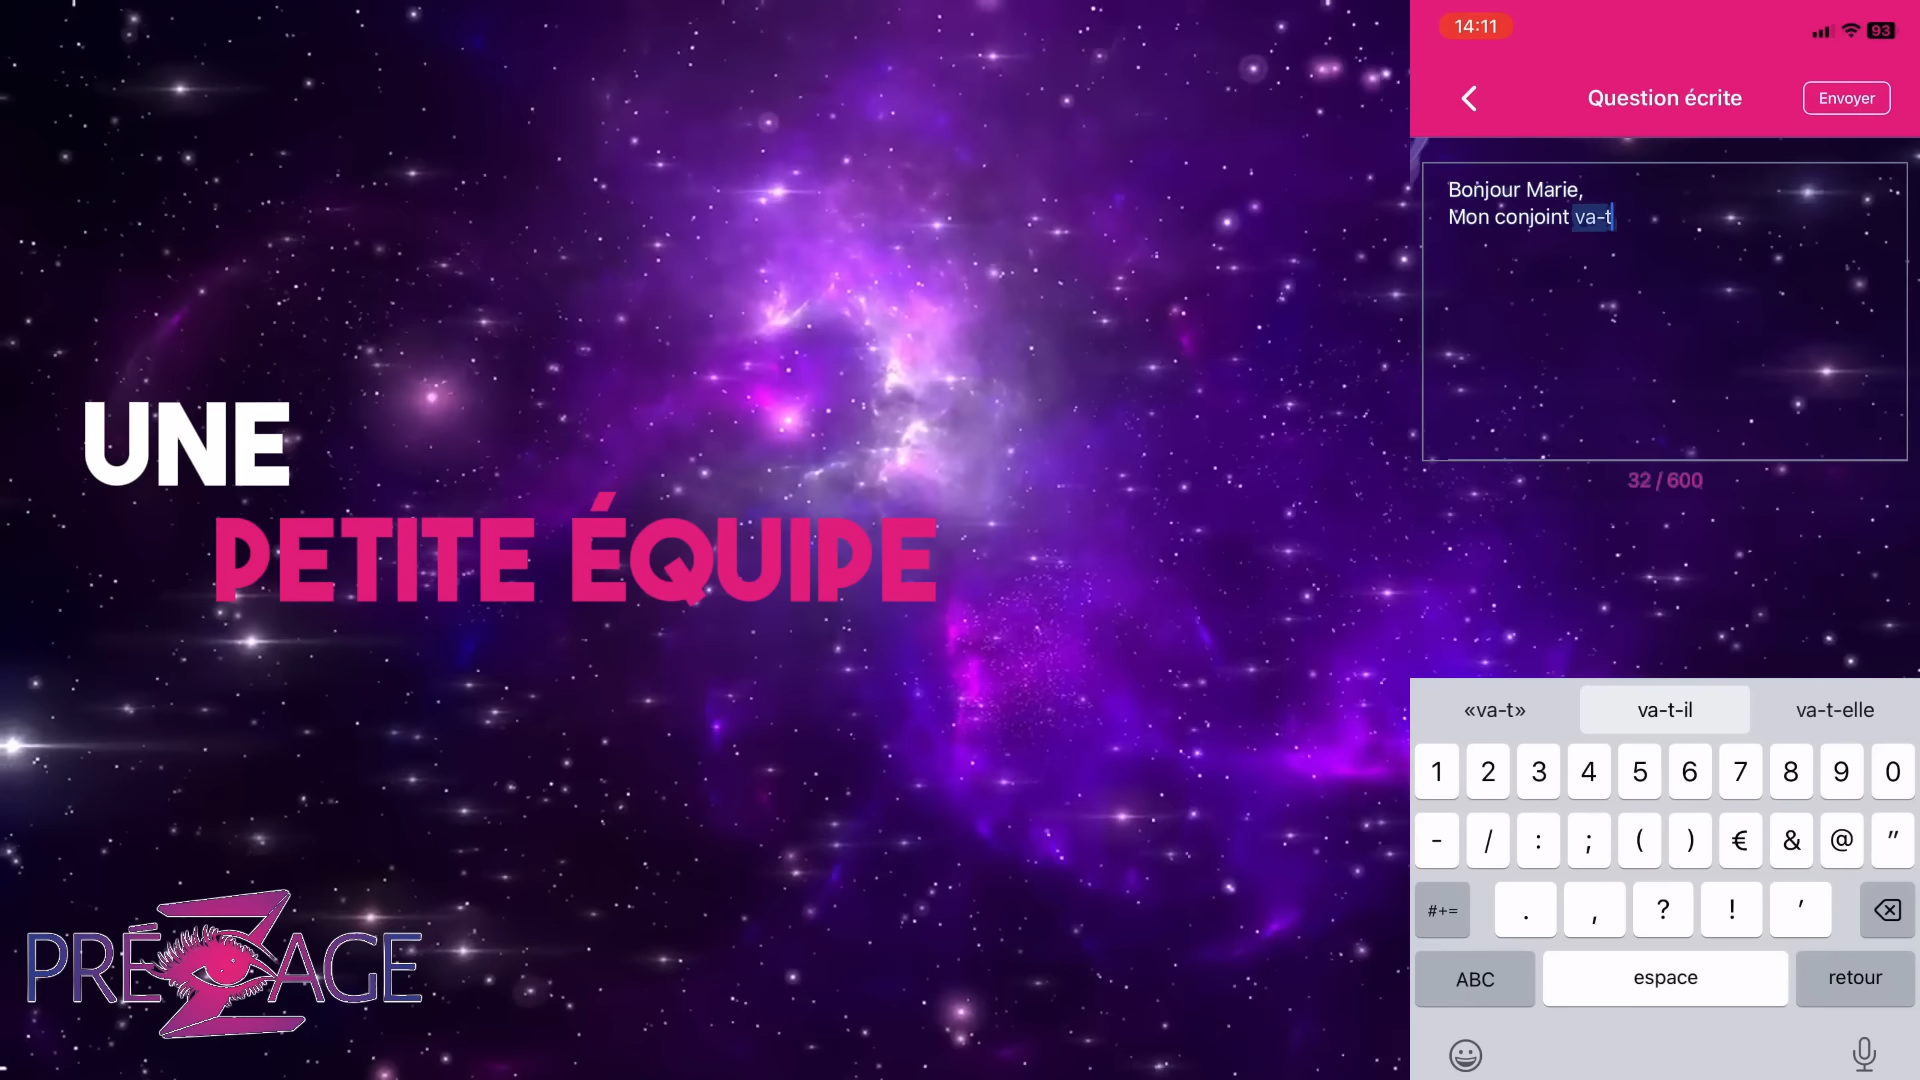 UNE
PETITE ÉQUIPE
PRÉZAGE
14:11
93
Question écrite
Envoyer
Bonjour Marie,
Mon conjoint va-t
32 / 600
«va-t»
va-t-il
va-t-elle
1 2 3 4 5 6 7 8 9 0
- / : ; ( ) € & @ "
#+= . , ? ! ’
ABC
espace
retour